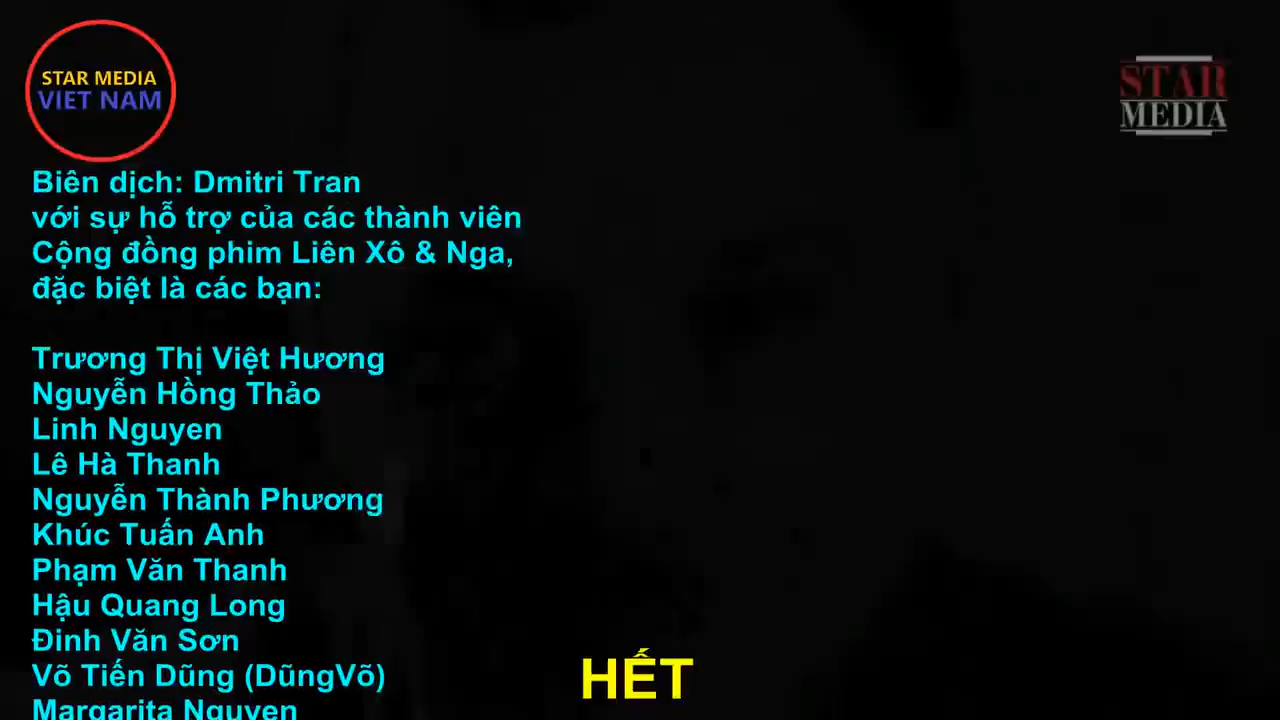 STAR MEDIA
VIET NAM
STAR
MEDIA
Biên dịch: Dmitri Tran
với sự hỗ trợ của các thành viên
Cộng đồng phim Liên Xô & Nga,
đặc biệt là các bạn:
Trương Thị Việt Hương
Nguyễn Hồng Thảo
Linh Nguyen
Lê Hà Thanh
Nguyễn Thành Phương
Khúc Tuấn Anh
Phạm Văn Thanh
Hậu Quang Long
Đinh Văn Sơn
Võ Tiến Dũng (DũngVõ)
Margarita Nguyen
HẾT